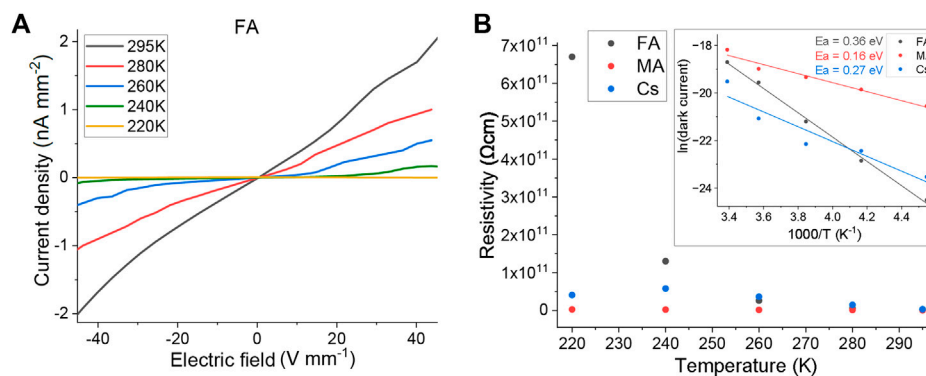 A
FA
295K
280K
260K
240K
220K
2
1
0
-1
-2
-40
-20
0
20
40
Current density (nA mm⁻²)
Electric field (V mm⁻¹)
B
FA
MA
Cs
7x10¹¹
6x10¹¹
5x10¹¹
4x10¹¹
3x10¹¹
2x10¹¹
1x10¹¹
0
220
230
240
250
260
270
280
290
Resistivity (Ωcm)
Temperature (K)
Ea = 0.36 eV
Ea = 0.16 eV
Ea = 0.27 eV
FA
Cs
-18
-20
-22
-24
3.4
3.6
3.8
4.0
4.2
4.4
ln(dark current)
1000/T (K⁻¹)